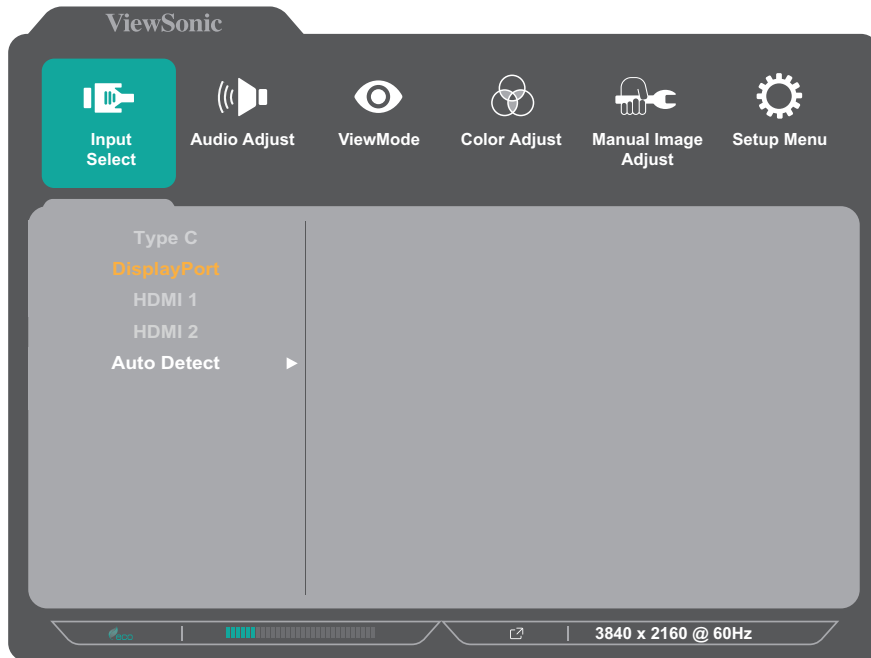 ViewSonic
Input
Select
Audio Adjust
ViewMode
Color Adjust
Manual Image
Adjust
Setup Menu
Type C
DisplayPort
HDMI 1
HDMI 2
Auto Detect
eco
3840 x 2160 @ 60Hz